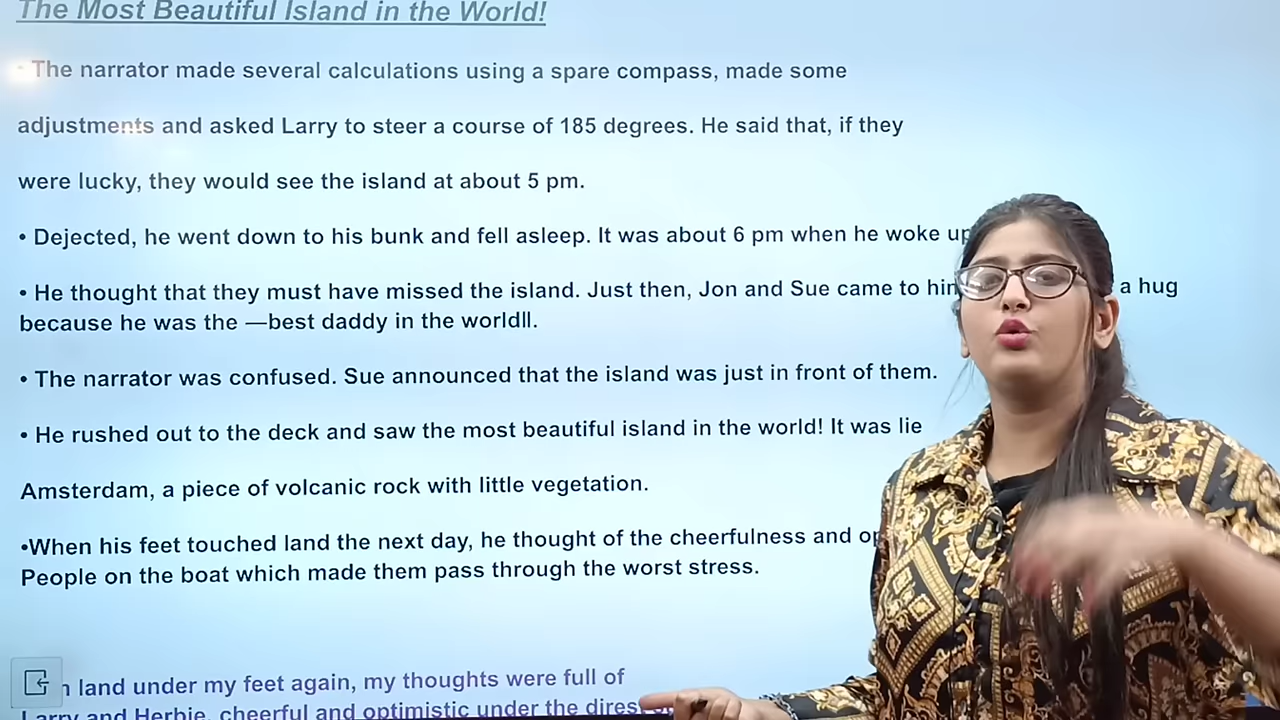 The Most Beautiful Island in the World!
• The narrator made several calculations using a spare compass, made some
adjustments and asked Larry to steer a course of 185 degrees. He said that, if they
were lucky, they would see the island at about 5 pm.
• Dejected, he went down to his bunk and fell asleep. It was about 6 pm when he woke up
• He thought that they must have missed the island. Just then, Jon and Sue came to him a hug
because he was the —best daddy in the worldll.
• The narrator was confused. Sue announced that the island was just in front of them.
• He rushed out to the deck and saw the most beautiful island in the world! It was lie
Amsterdam, a piece of volcanic rock with little vegetation.
•When his feet touched land the next day, he thought of the cheerfulness and
People on the boat which made them pass through the worst stress.
land under my feet again, my thoughts were full of
Larry and Herbie, cheerful and optimistic under the direst